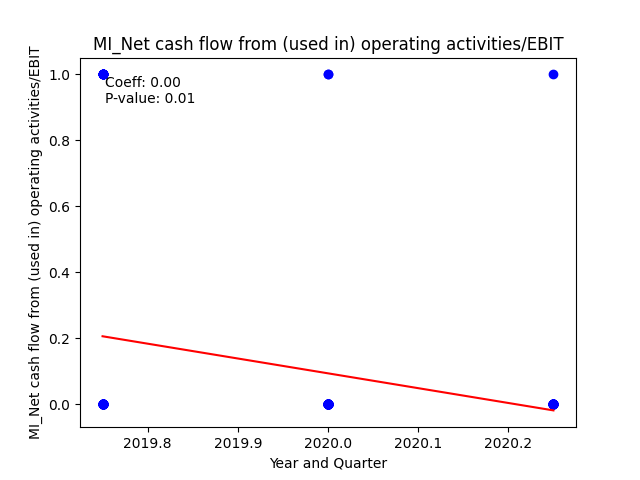 MI_Net cash flow from (used in) operating activities/EBIT
MI_Net cash flow from (used in) operating activities/EBIT
1.0
0.8
0.6
0.4
0.2
0.0
Coeff: 0.00
P-value: 0.01
2019.8 2019.9 2020.0 2020.1 2020.2
Year and Quarter